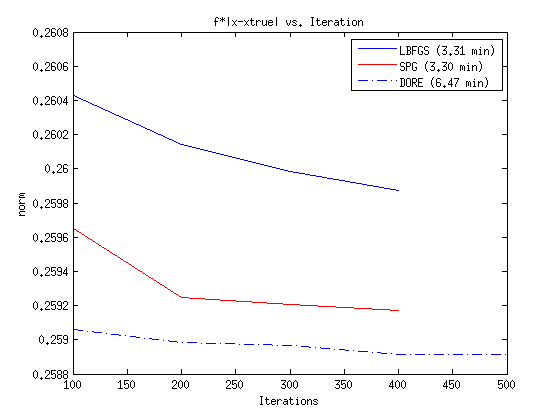 f*|x-xtrue| vs. Iteration
LBFGS (3.31 min)
SPG (3.30 min)
DORE (6.47 min)
norm
0.2608
0.2606
0.2604
0.2602
0.26
0.2598
0.2596
0.2594
0.2592
0.259
0.2588
100 150 200 250 300 350 400 450 500
Iterations